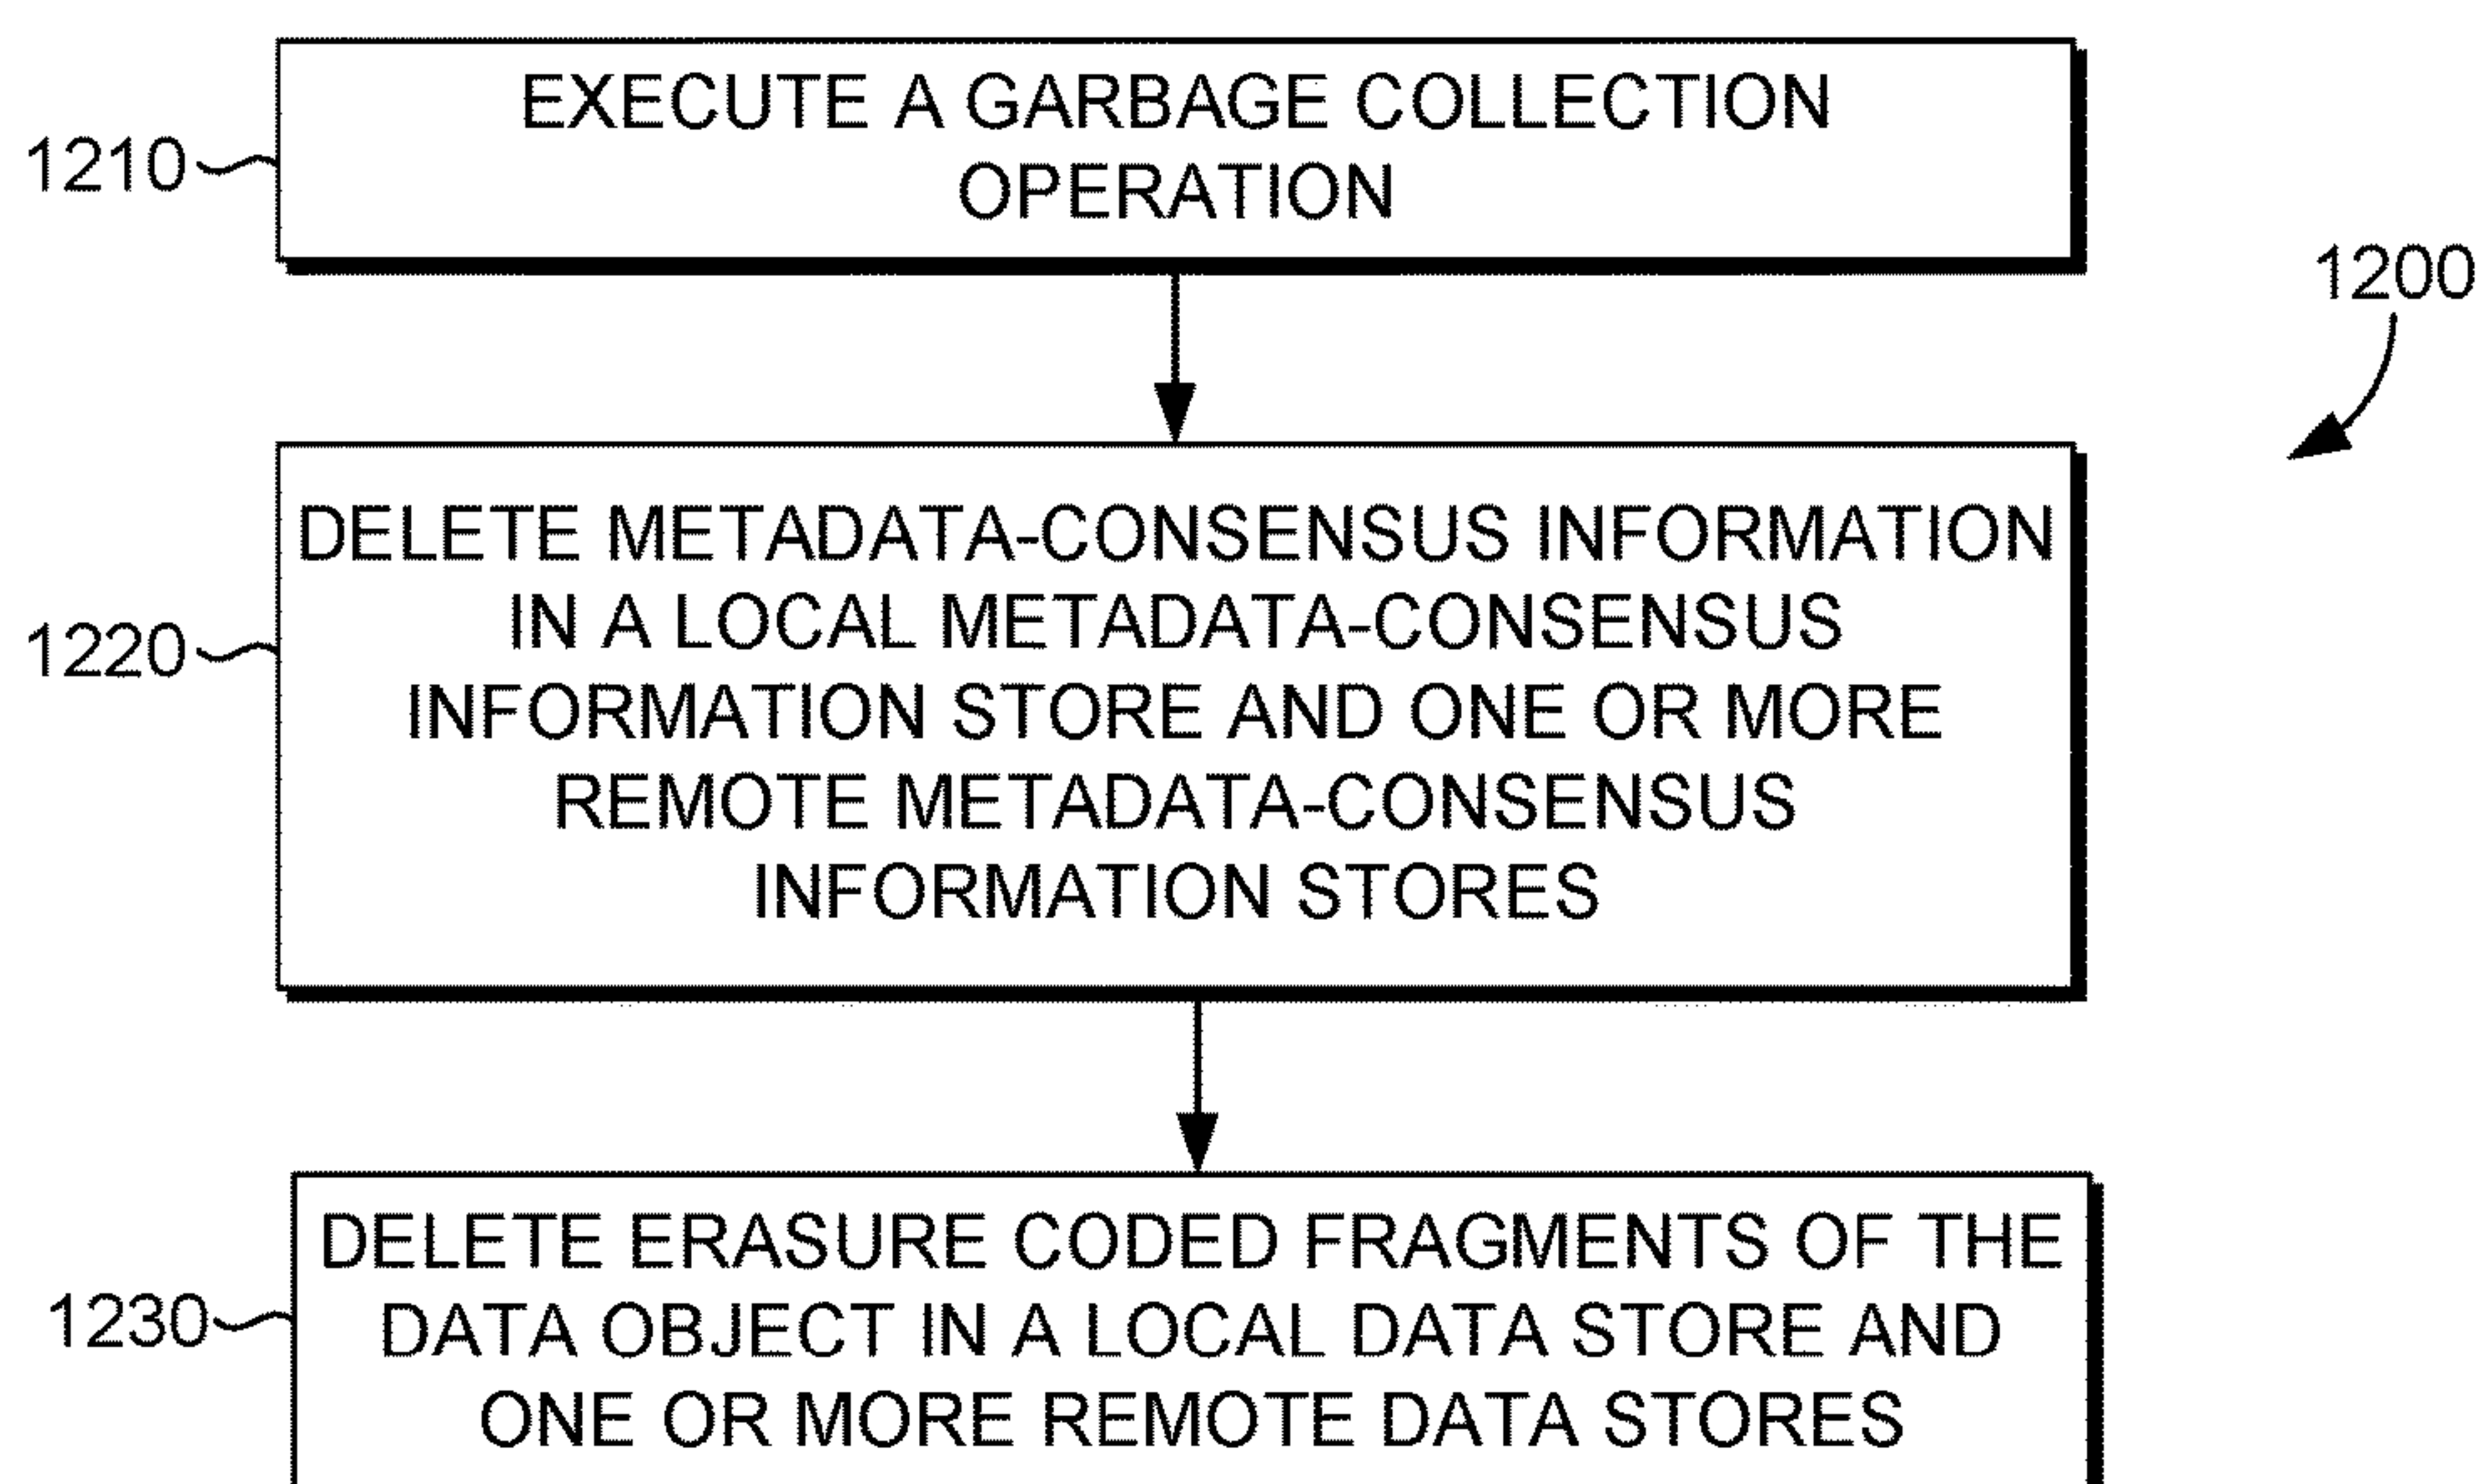 EXECUTE A GARBAGE COLLECTION
OPERATION
1210
1200
DELETE METADATA-CONSENSUS INFORMATION
IN A LOCAL METADATA-CONSENSUS
INFORMATION STORE AND ONE OR MORE
REMOTE METADATA-CONSENSUS
INFORMATION STORES
1220
DELETE ERASURE CODED FRAGMENTS OF THE
DATA OBJECT IN A LOCAL DATA STORE AND
ONE OR MORE REMOTE DATA STORES
1230